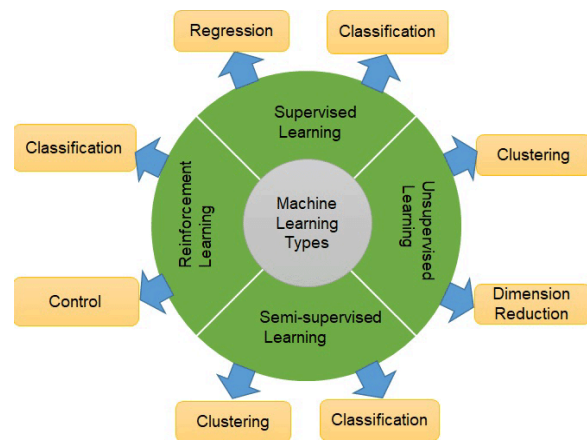 Regression
Classification
Supervised
Learning
Classification
Clustering
Reinforcement
Learning
Machine
Learning
Types
Unsupervised
Learning
Control
Dimension
Reduction
Semi-supervised
Learning
Clustering
Classification